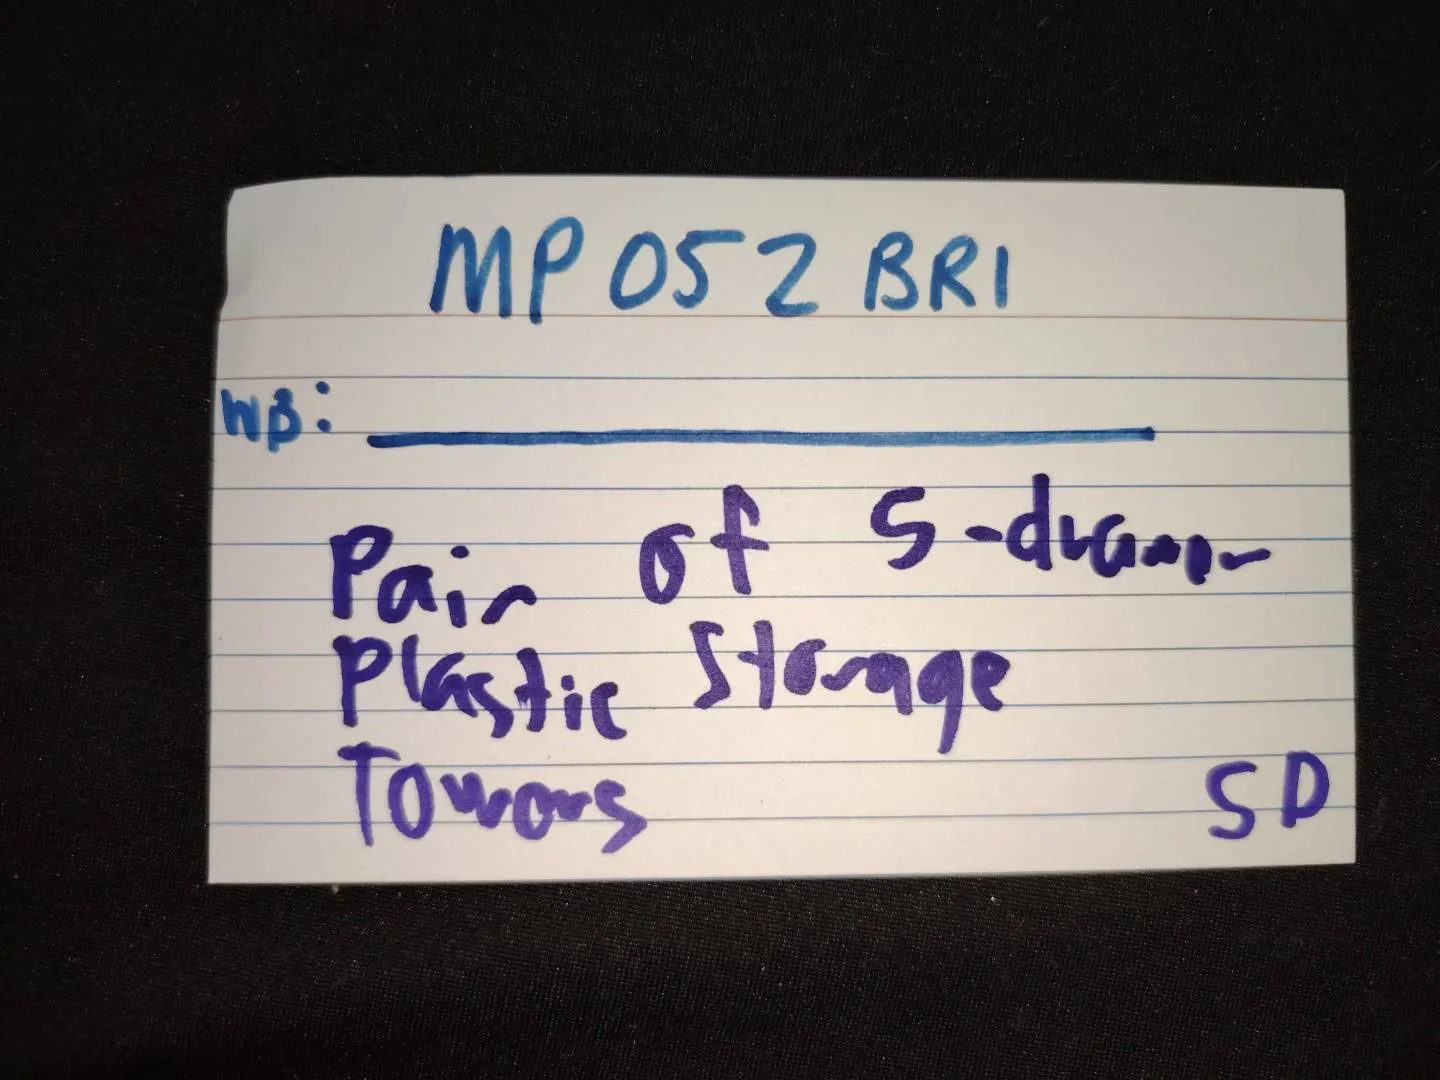 MP 052 BRI
WB:
Pair of 5-drawer
Plastic Storage
Towers
SD